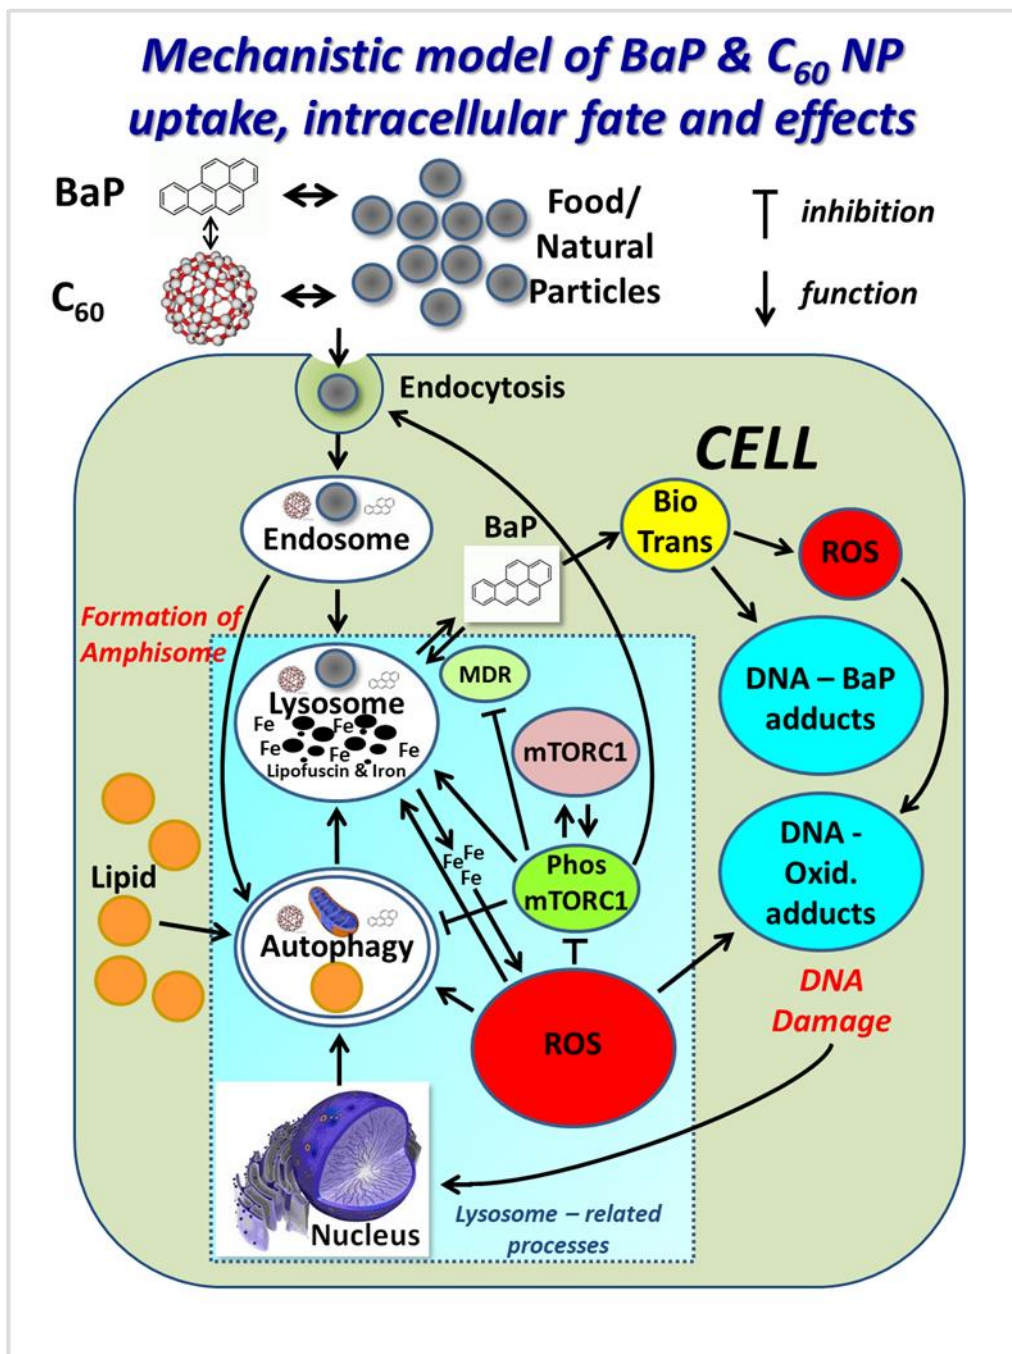 Mechanistic model of BaP & C60 NP
uptake, intracellular fate and effects
BaP
C60
Food/
Natural
Particles
inhibition
function
Endocytosis
CELL
Endosome
BaP
Bio
Trans
ROS
Formation of
Amphisome
Lysosome
Fe
Fe
Fe
Fe
Fe
Lipofuscin & Iron
MDR
mTORC1
DNA – BaP
adducts
Fe
Fe
Fe
Phos
mTORC1
DNA -
Oxid.
adducts
Lipid
Autophagy
ROS
DNA
Damage
Nucleus
Lysosome – related
processes